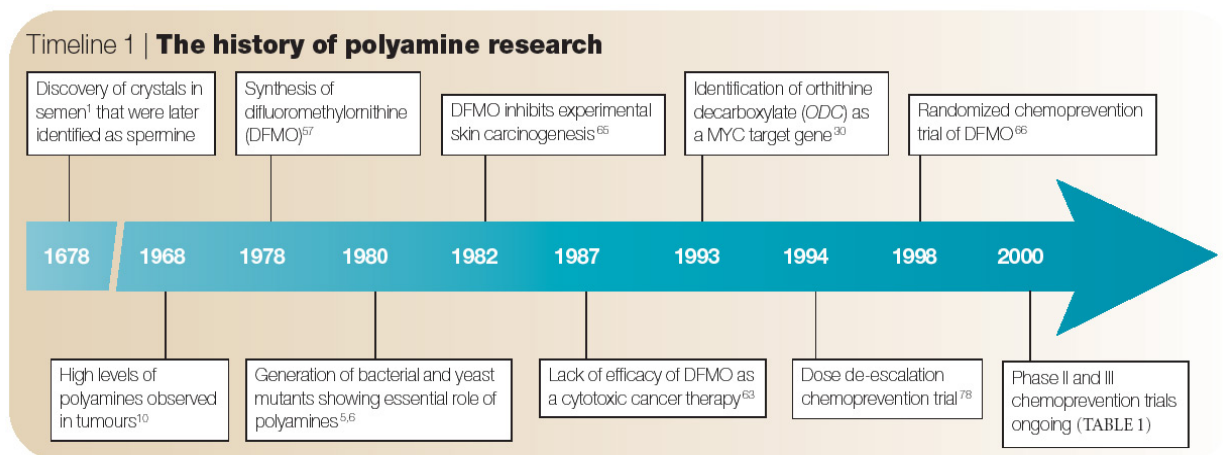 Timeline 1 | The history of polyamine research
Discovery of crystals in
semen1 that were later
identified as spermine
Synthesis of
difluoromethylornithine
(DFMO)57
DFMO inhibits experimental
skin carcinogenesis65
Identification of orthithine
decarboxylate (ODC) as
a MYC target gene30
Randomized chemoprevention
trial of DFMO66
1678 1968 1978 1980 1982 1987 1993 1994 1998 2000
High levels of
polyamines observed
in tumours10
Generation of bacterial and yeast
mutants showing essential role of
polyamines5,6
Lack of efficacy of DFMO as
a cytotoxic cancer therapy63
Dose de-escalation
chemoprevention trial78
Phase II and III
chemoprevention trials
ongoing (TABLE 1)